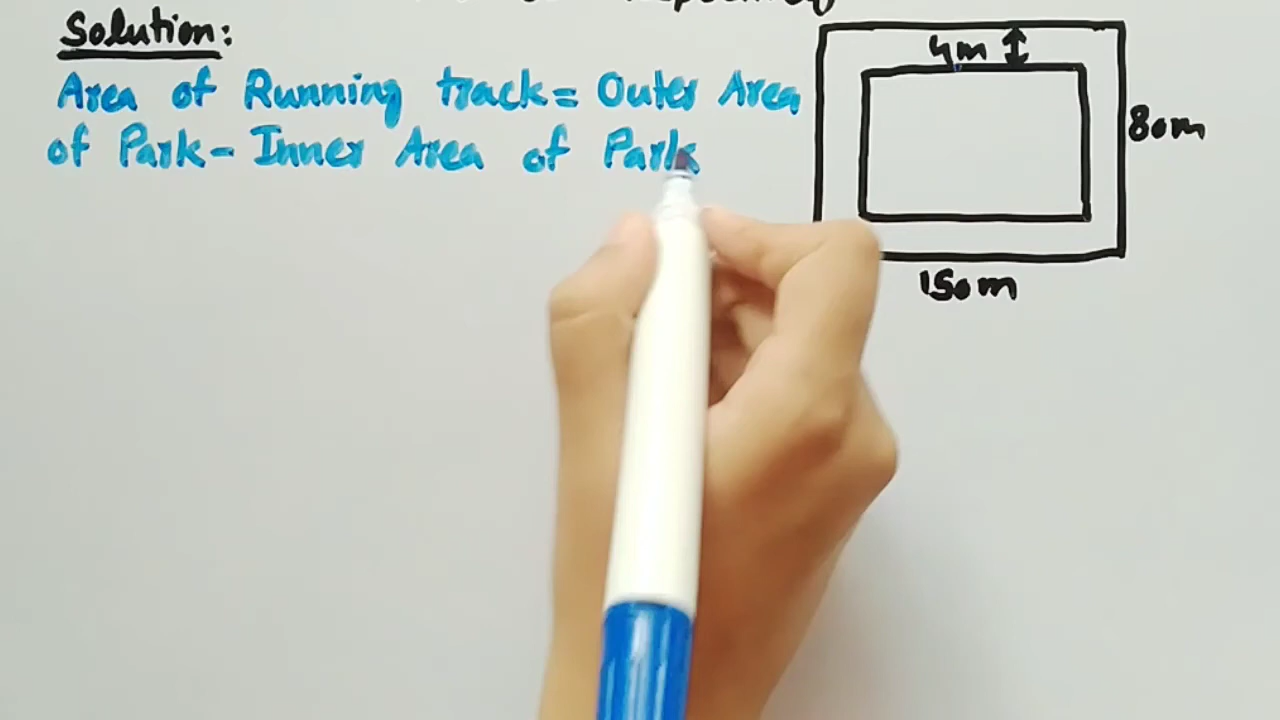 Solution:
Area of Running track= Outer Area
of Park- Inner Area of Park
4m
80m
150m